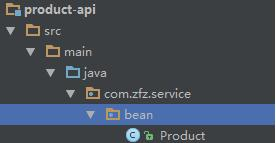 product-api
src
main
java
com.zfz.service
bean
C Product